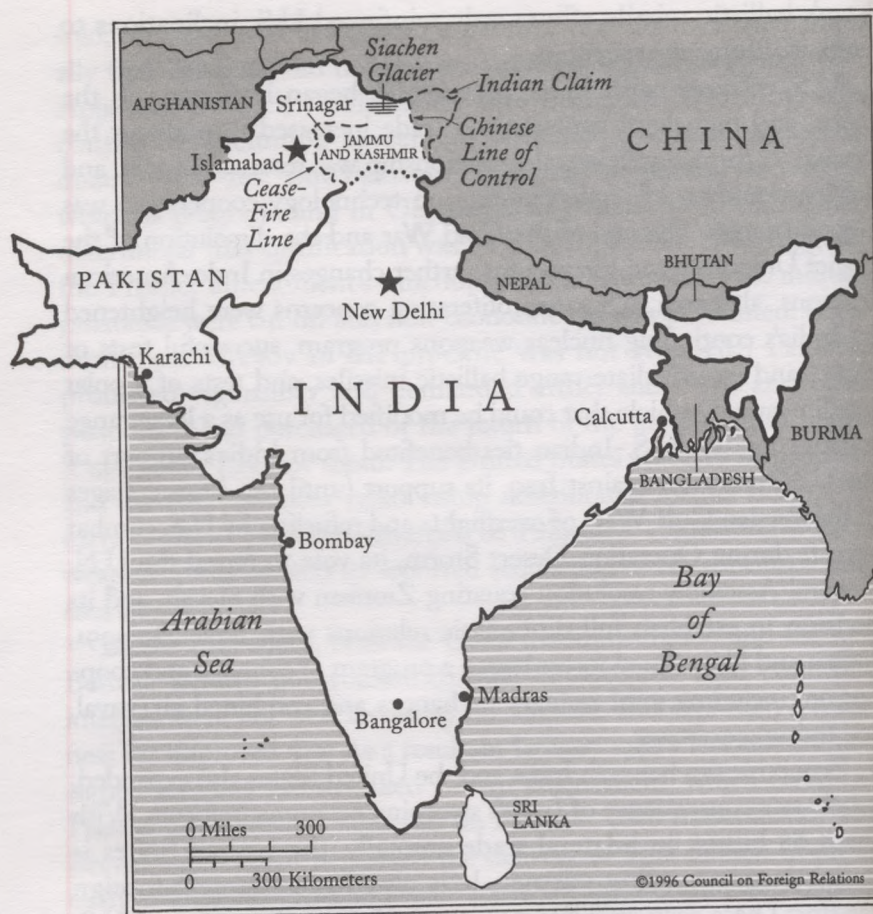 Siachen
Glacier
Indian Claim
AFGHANISTAN
Srinagar
CHINA
Chinese
Line of
Control
JAMMU
AND KASHMIR
Islamabad
Cease-
Fire
Line
PAKISTAN
NEPAL
BHUTAN
New Delhi
Karachi
INDIA
Calcutta
BURMA
BANGLADESH
Bombay
Bay
of
Bengal
Arabian
Sea
Madras
Bangalore
SRI
LANKA
0 Miles 300
0 300 Kilometers
©1996 Council on Foreign Relations